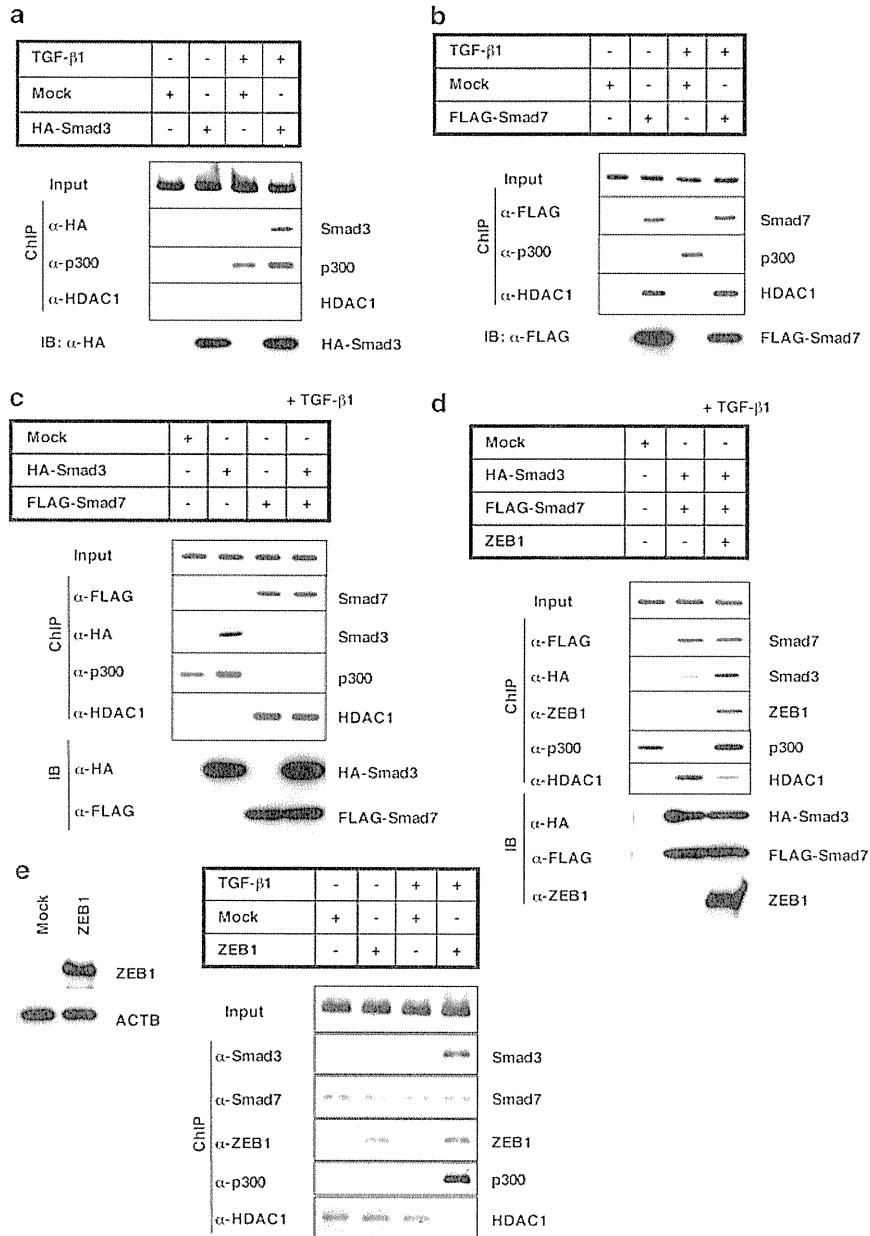 a
TGF-β1 - - + +
Mock + - + -
HA-Smad3 - + - +
Input
ChIP
α-HA Smad3
α-p300 p300
α-HDAC1 HDAC1
IB: α-HA HA-Smad3
b
TGF-β1 - - + +
Mock + - + -
FLAG-Smad7 - + - +
Input
ChIP
α-FLAG Smad7
α-p300 p300
α-HDAC1 HDAC1
IB: α-FLAG FLAG-Smad7
c
+ TGF-β1
Mock + - - -
HA-Smad3 - + - +
FLAG-Smad7 - - + +
Input
ChIP
α-FLAG Smad7
α-HA Smad3
α-p300 p300
α-HDAC1 HDAC1
IB
α-HA HA-Smad3
α-FLAG FLAG-Smad7
d
+ TGF-β1
Mock + - -
HA-Smad3 - + +
FLAG-Smad7 - + +
ZEB1 - - +
Input
ChIP
α-FLAG Smad7
α-HA Smad3
α-ZEB1 ZEB1
α-p300 p300
α-HDAC1 HDAC1
IB
α-HA HA-Smad3
α-FLAG FLAG-Smad7
α-ZEB1 ZEB1
e
Mock ZEB1
ZEB1
ACTB
TGF-β1 - - + +
Mock + - + -
ZEB1 - + - +
Input
ChIP
α-Smad3 Smad3
α-Smad7 Smad7
α-ZEB1 ZEB1
α-p300 p300
α-HDAC1 HDAC1